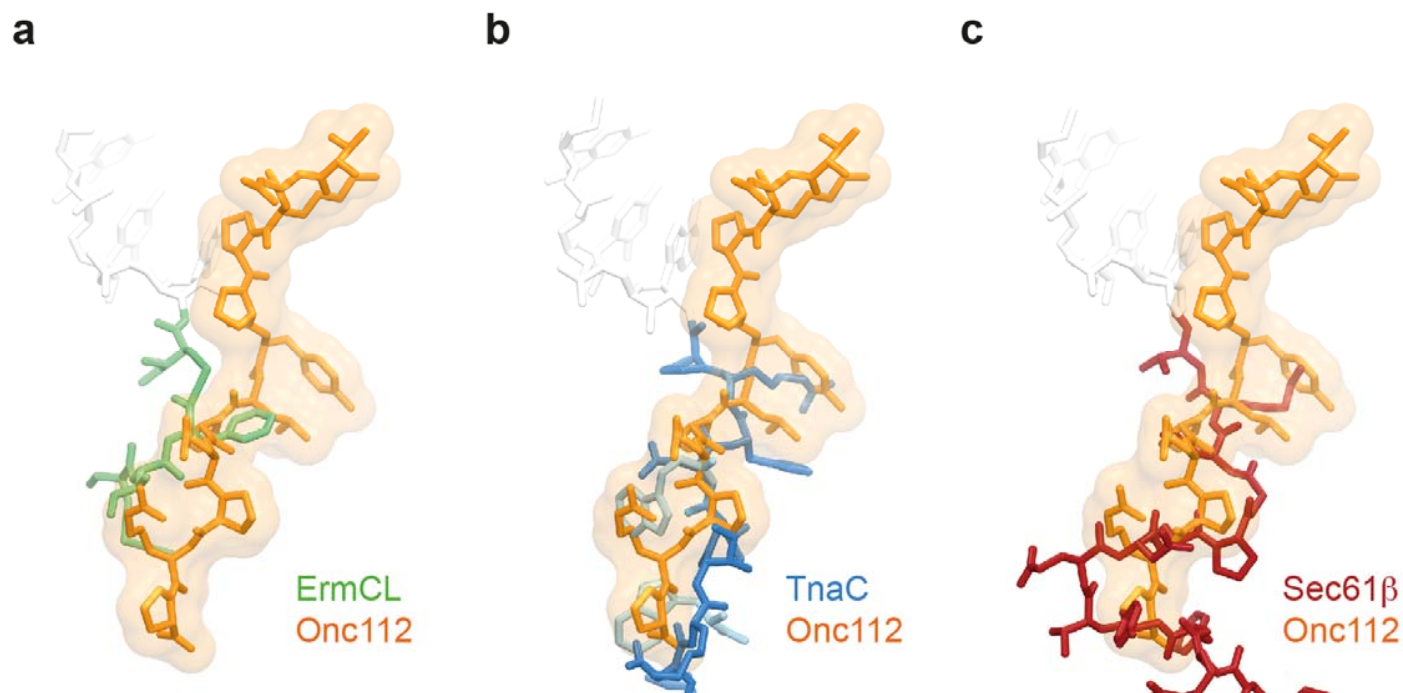 a
b
c
ErmCL
Onc112
TnaC
Onc112
Sec61β
Onc112